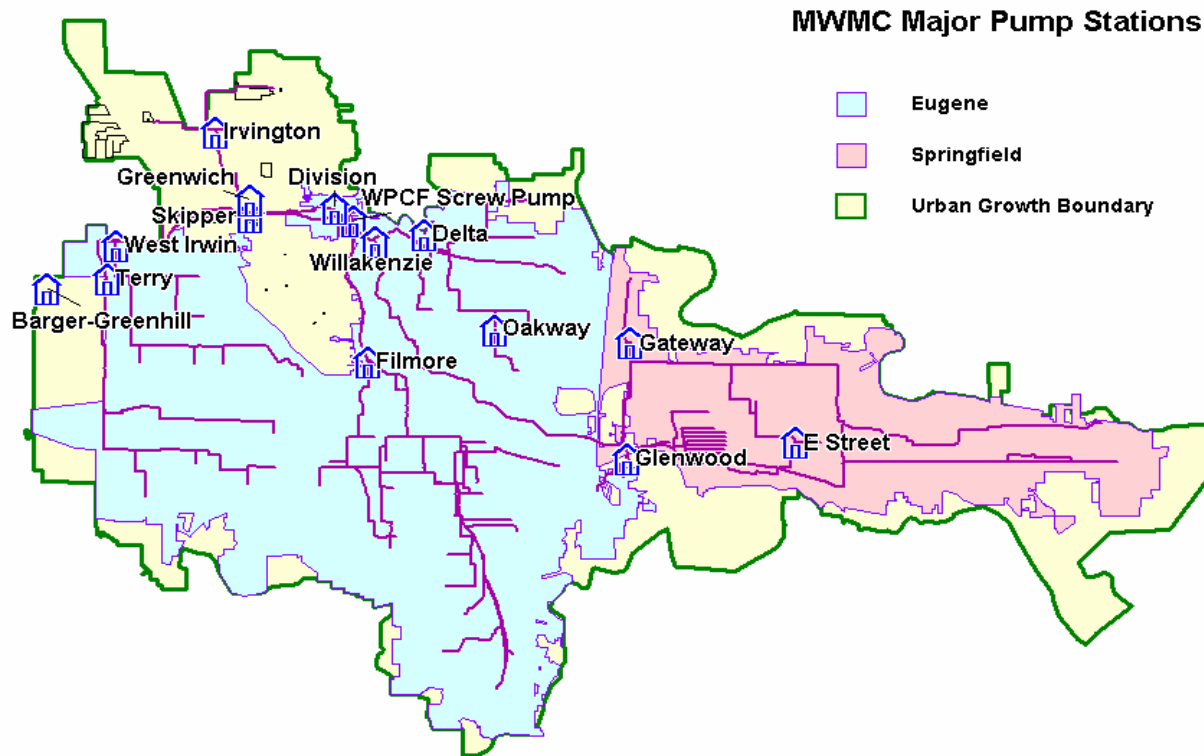 MWMC Major Pump Stations
Eugene
Springfield
Urban Growth Boundary
Irvington
Greenwich
Division
WPCF Screw Pump
Skipper
Delta
West Irwin
Willakenzie
Terry
Barger-Greenhill
Oakway
Gateway
Filmore
E Street
Glenwood